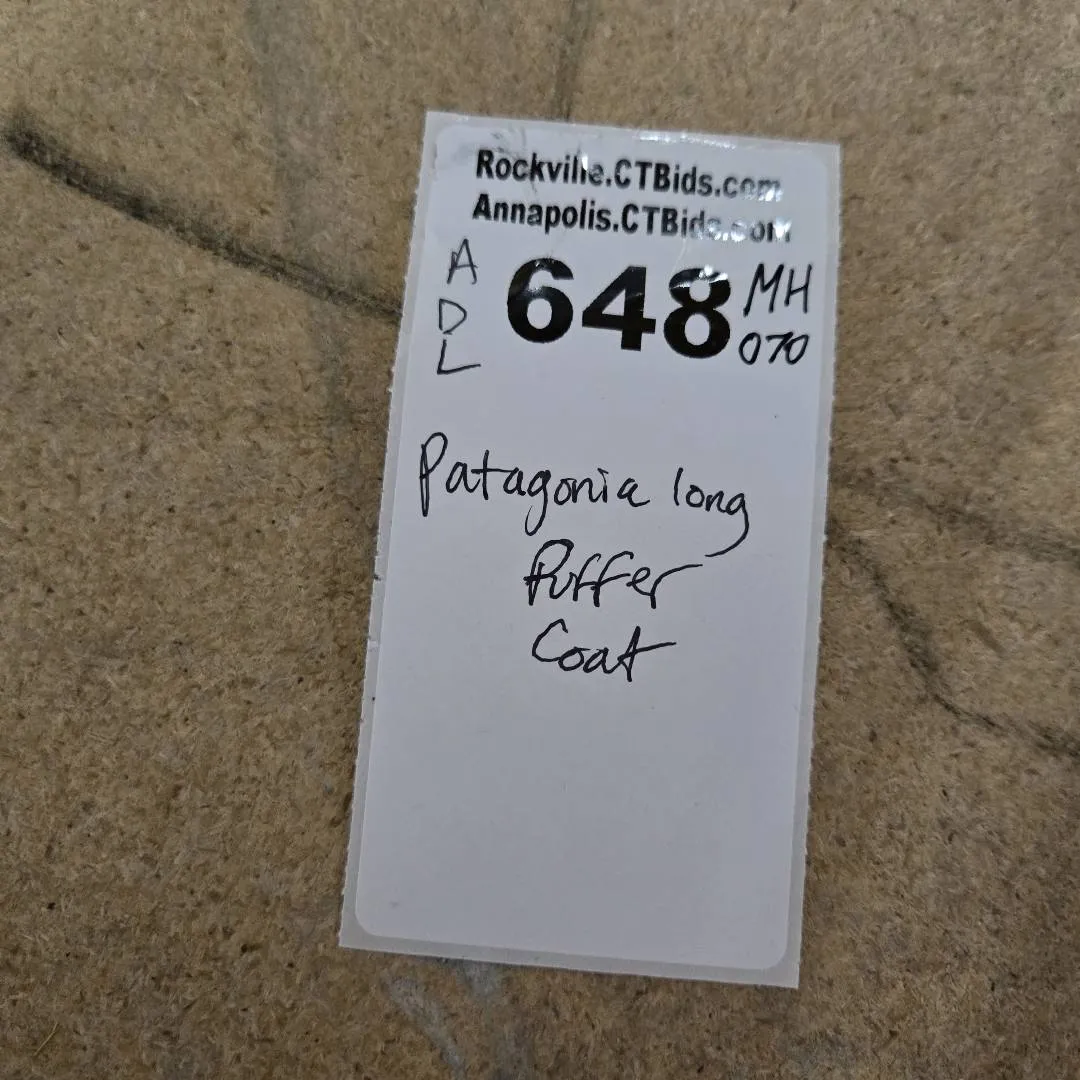 Rockville.CTBids.com
Annapolis.CTBids.com
A
D
L
648
MH
070
Patagonia long
Puffer
Coat